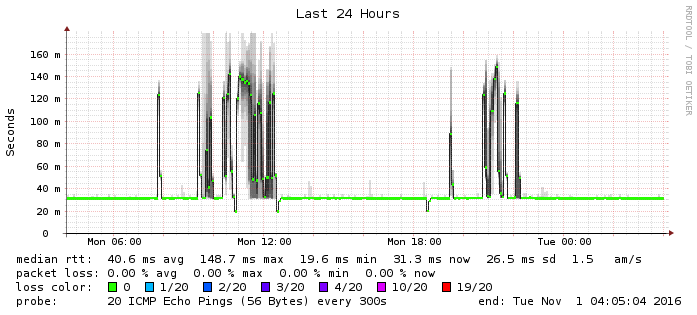 Last 24 Hours
RRDTOOL / TOBI OETIKER
Seconds
160 m
140 m
120 m
100 m
80 m
60 m
40 m
20 m
0
Mon 06:00 Mon 12:00 Mon 18:00 Tue 00:00
median rtt: 40.6 ms avg 148.7 ms max 19.6 ms min 31.3 ms now 26.5 ms sd 1.5 am/s
packet loss: 0.00 % avg 0.00 % max 0.00 % min 0.00 % now
loss color: 0 1/20 2/20 3/20 4/20 10/20 19/20
probe: 20 ICMP Echo Pings (56 Bytes) every 300s end: Tue Nov 1 04:05:04 2016